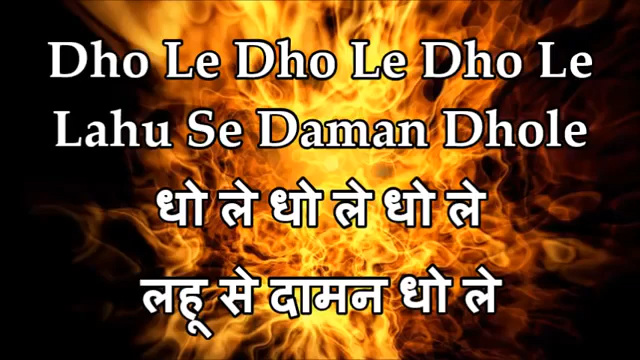 Dho Le Dho Le Dho Le
Lahu Se Daman Dhole
धो ले धो ले धो ले
लहू से दामन धो ले